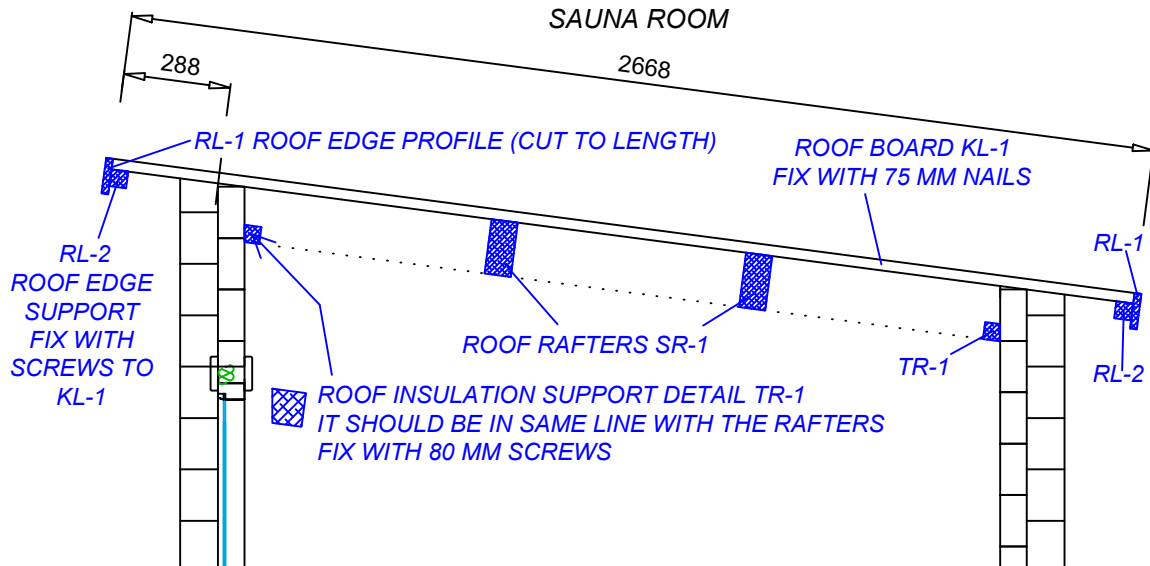 SAUNA ROOM
288
2668
RL-1 ROOF EDGE PROFILE (CUT TO LENGTH)
ROOF BOARD KL-1
FIX WITH 75 MM NAILS
RL-2
ROOF EDGE
SUPPORT
FIX WITH
SCREWS TO
KL-1
RL-1
ROOF RAFTERS SR-1
TR-1
RL-2
ROOF INSULATION SUPPORT DETAIL TR-1
IT SHOULD BE IN SAME LINE WITH THE RAFTERS
FIX WITH 80 MM SCREWS